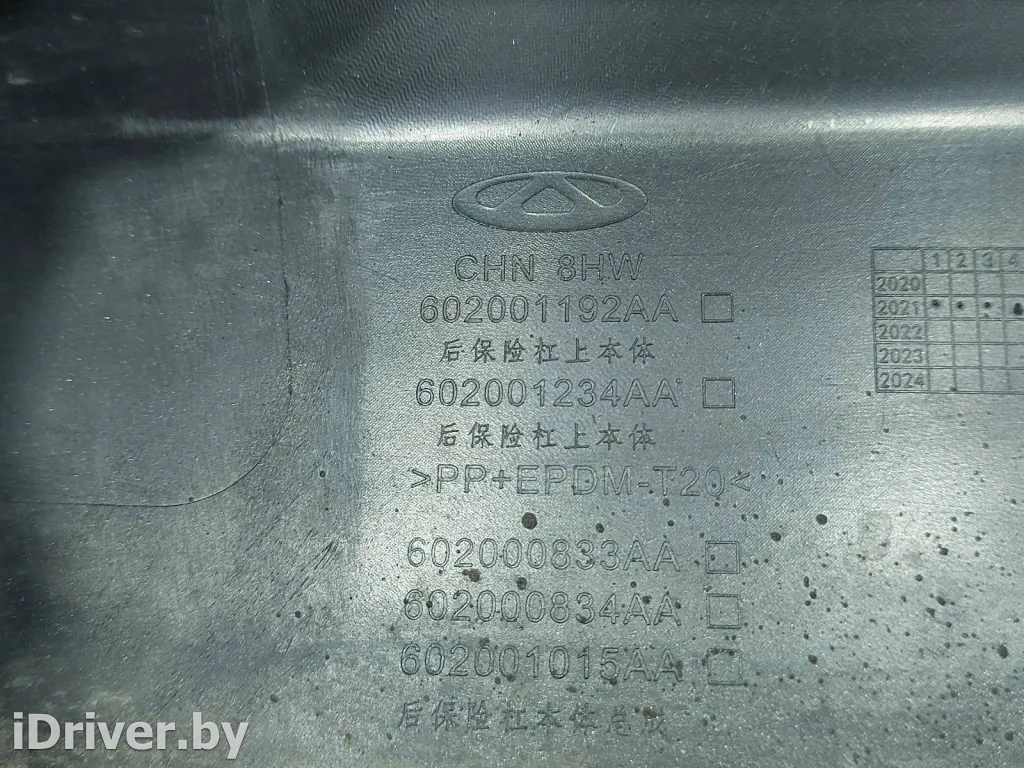 CHN 8HW
602001192AA
后保险杠上本体
602001234AA
后保险杠上本体
>PP+EPDM-T20<
602000833AA
602000834AA
602001015AA
后保险杠本体总成
1 2 3 4
2020
2021
2022
2023
2024
iDriver.by